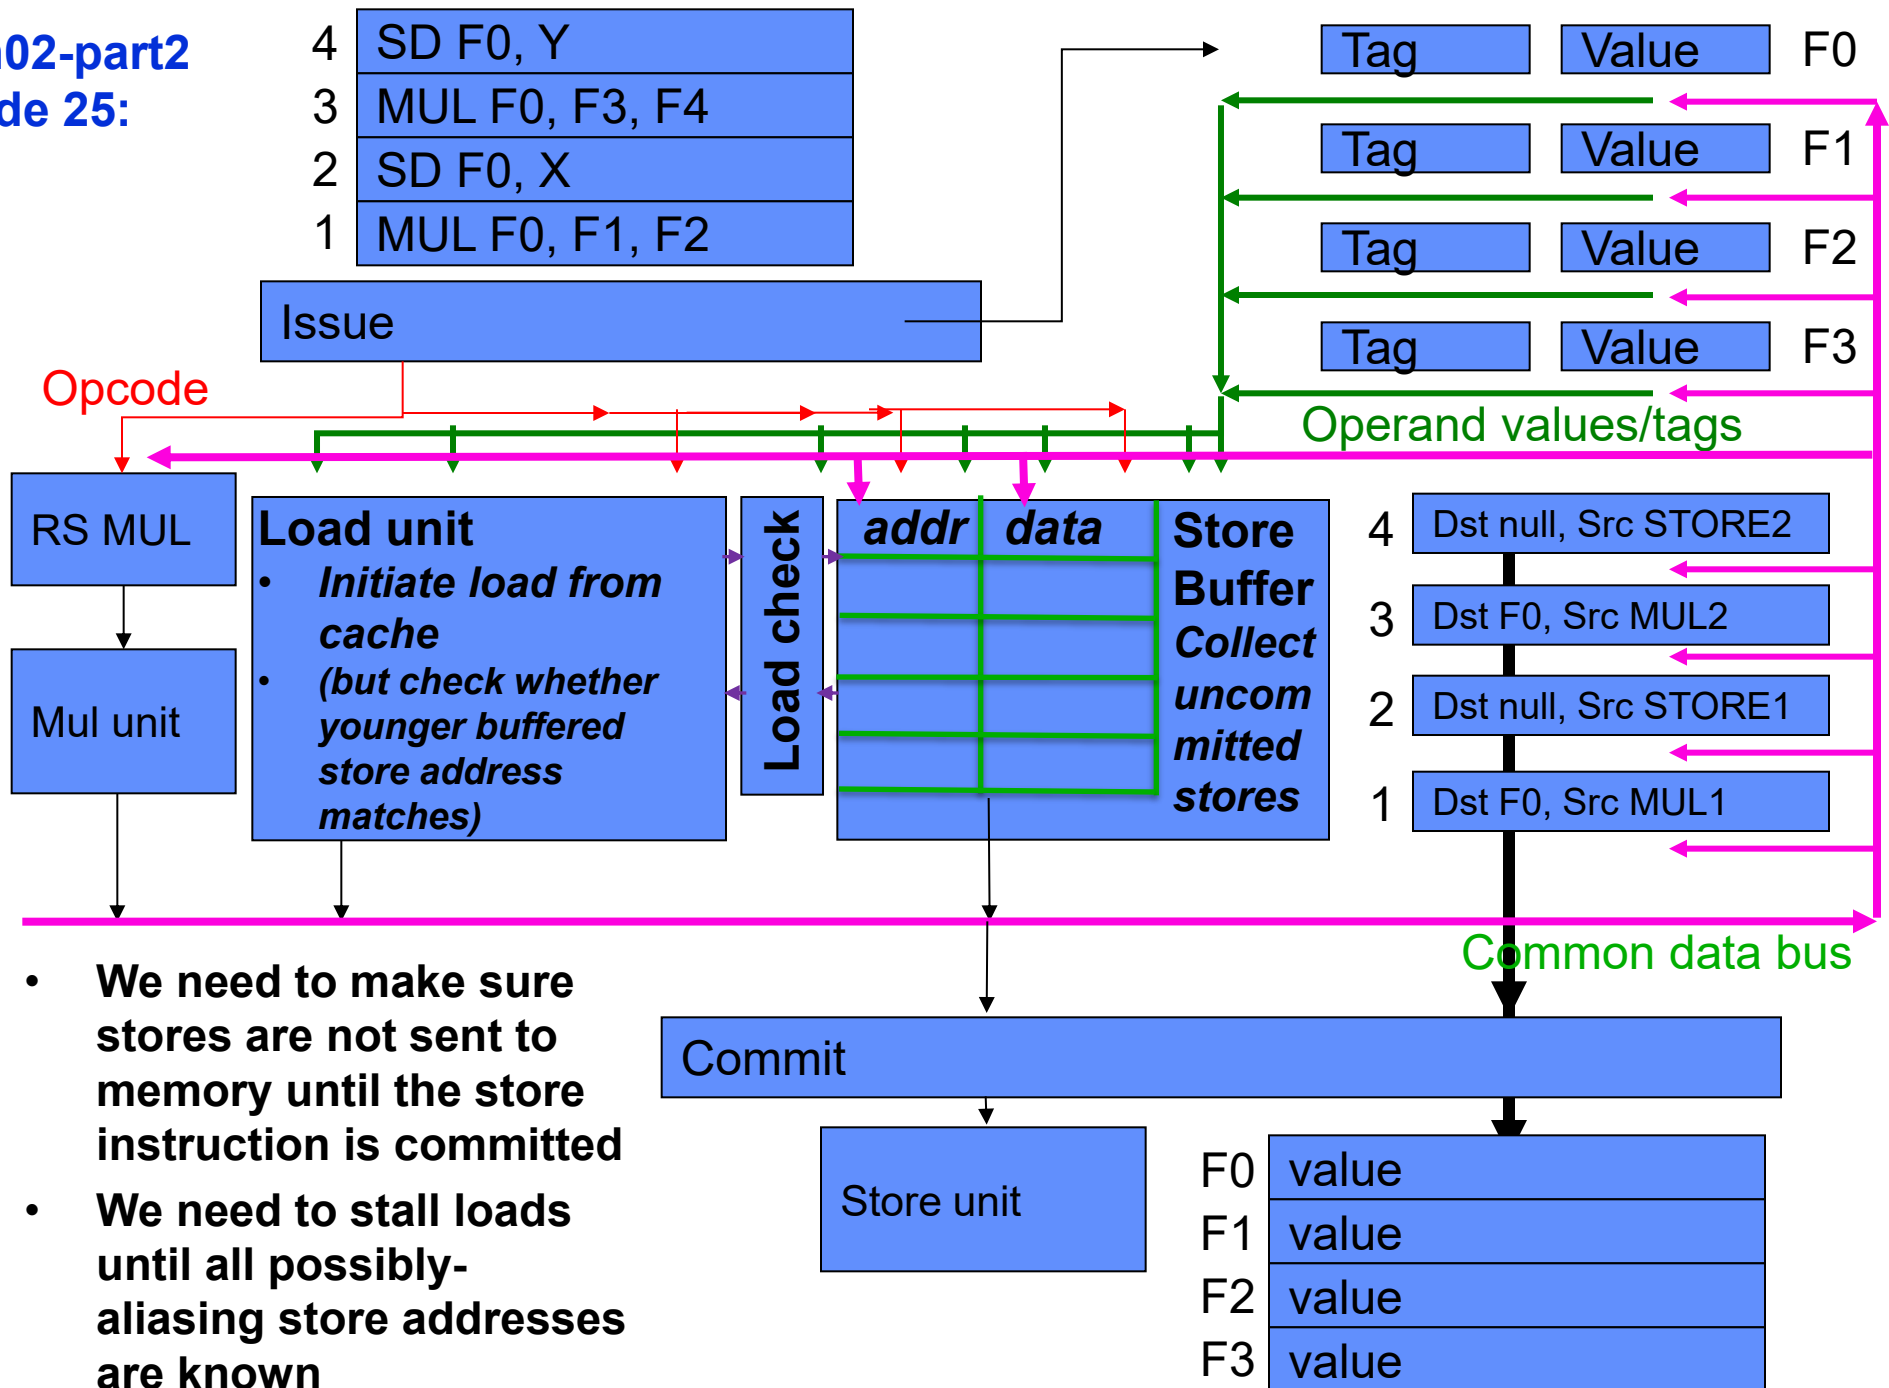 02-part2
de 25:
4 SD F0, Y
3 MUL F0, F3, F4
2 SD F0, X
1 MUL F0, F1, F2
Issue
Tag Value F0
Tag Value F1
Tag Value F2
Tag Value F3
Opcode
Operand values/tags
RS MUL
Mul unit
Load unit
• Initiate load from
cache
• (but check whether
younger buffered
store address
matches)
Load check
addr data
Store
Buffer
Collect
uncom
mitted
stores
4 Dst null, Src STORE2
3 Dst F0, Src MUL2
2 Dst null, Src STORE1
1 Dst F0, Src MUL1
Common data bus
• We need to make sure
stores are not sent to
memory until the store
instruction is committed
• We need to stall loads
until all possibly-
aliasing store addresses
are known
Commit
Store unit
F0 value
F1 value
F2 value
F3 value